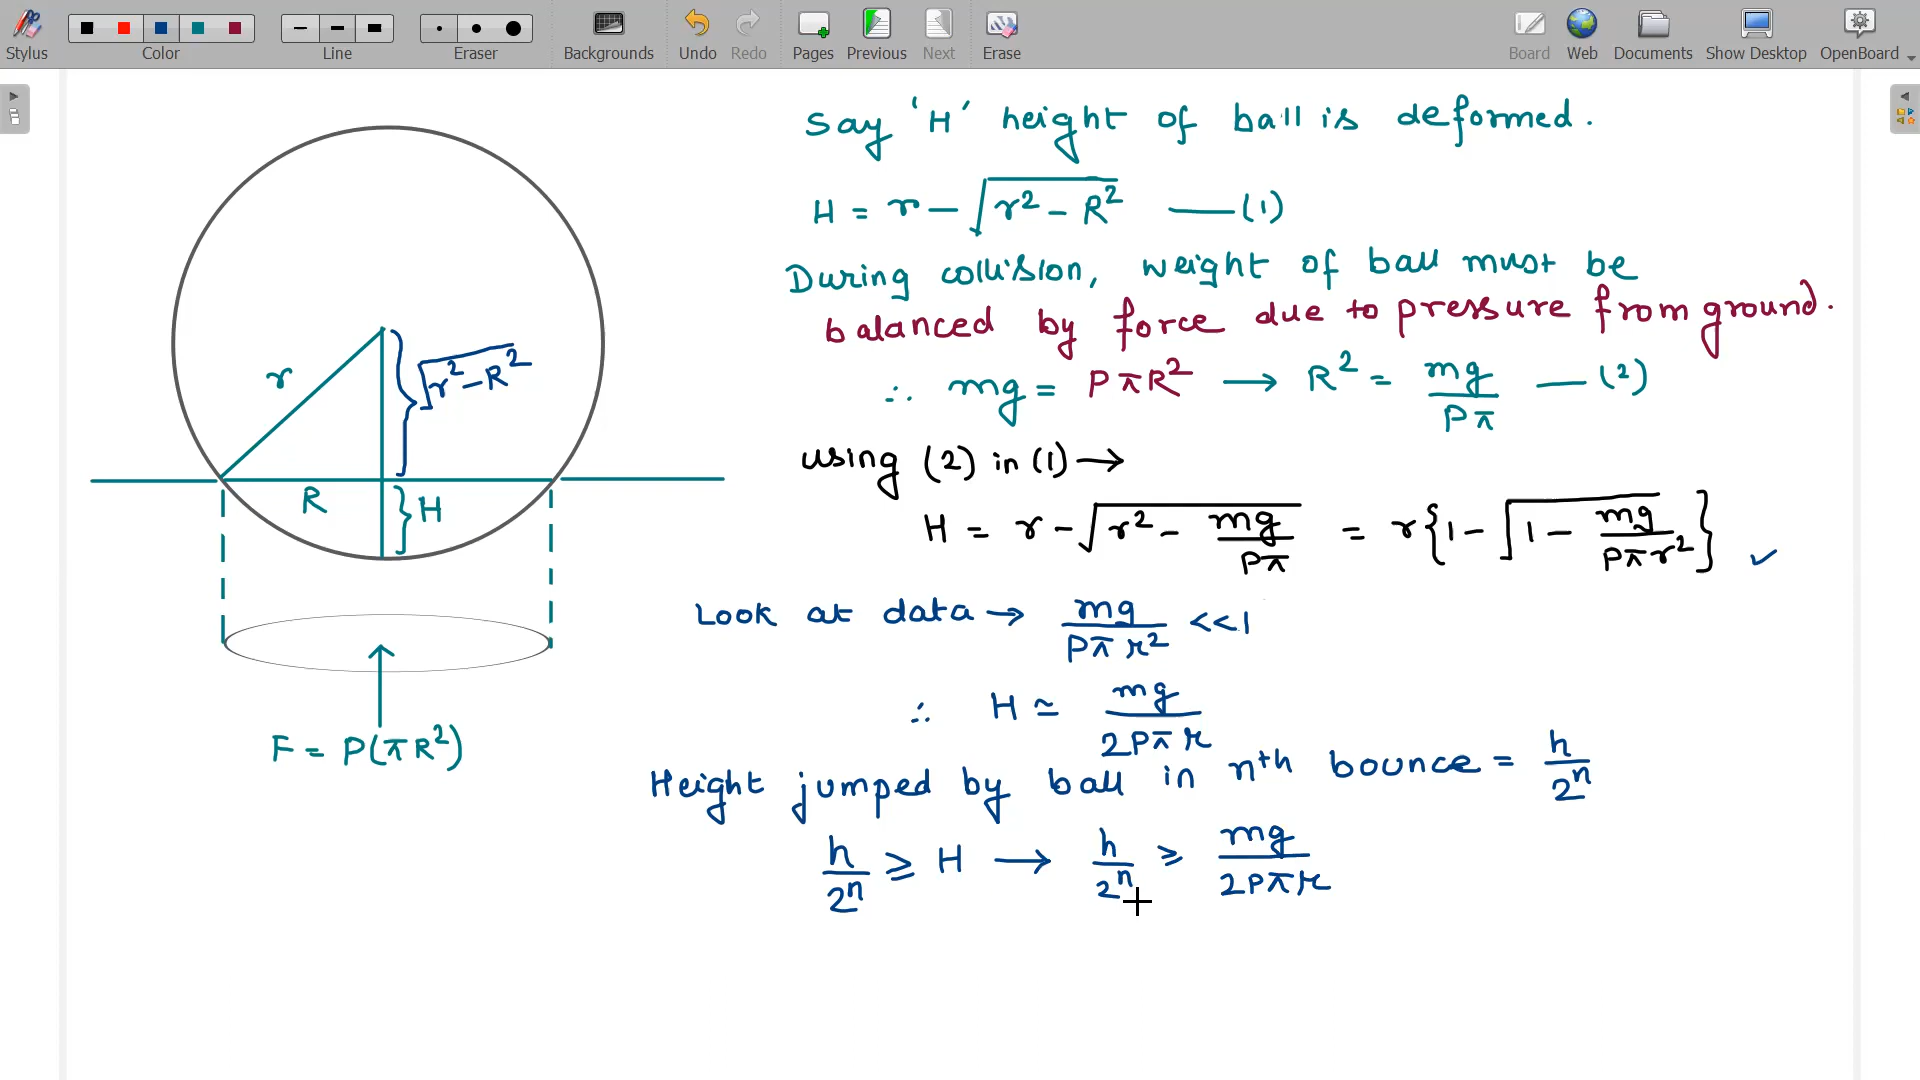 Stylus Color Line Eraser Backgrounds Undo Redo Pages Previous Next Erase Board Web Documents Show Desktop OpenBoard
Say 'H' height of ball is deformed.
H = r − √(r² − R²) —— (1)
During collision, weight of ball must be
balanced by force due to pressure from ground.
∴ mg = PπR² → R² = mg/Pπ —— (2)
using (2) in (1) →
H = r − √(r² − mg/Pπ) = r{1 − √(1 − mg/Pπr²)} ✓
Look at data → mg/Pπr² <<1
∴ H ≃ mg/2Pπr
Height jumped by ball in nth bounce = h/2ⁿ
h/2ⁿ ≥ H → h/2ⁿ ≥ mg/2Pπr
r
√(r² − R²)
R
H
F = P(πR²)